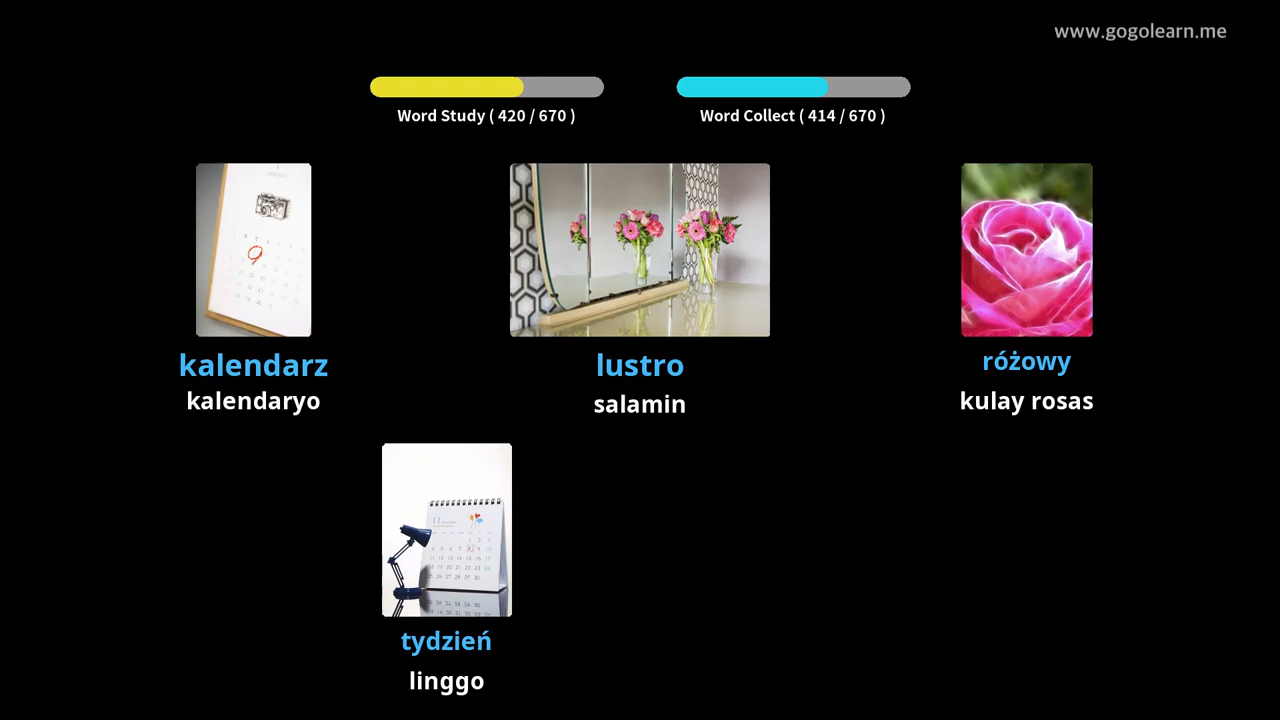 www.gogolearn.me
Word Study ( 420 / 670 )
Word Collect ( 414 / 670 )
kalendarz
kalendaryo
lustro
salamin
różowy
kulay rosas
tydzień
linggo